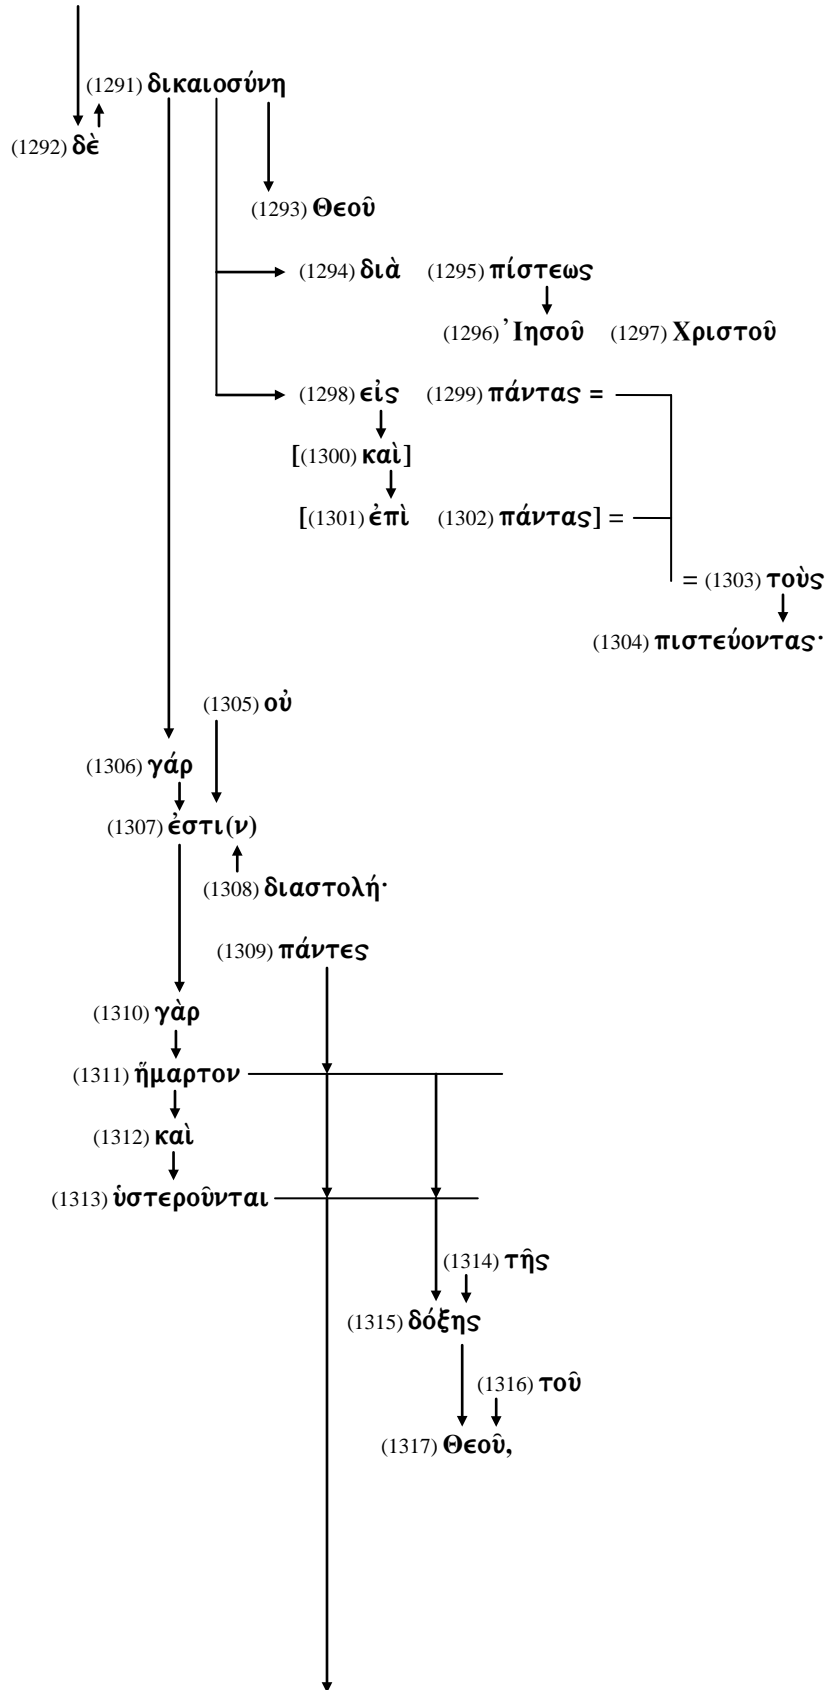 (1291) δικαιοσύνη
(1292) δὲ
(1293) Θεοῦ
(1294) διὰ (1295) πίστεως
(1296) Ἰησοῦ (1297) Χριστοῦ
(1298) εἰς (1299) πάντας =
[(1300) καὶ]
[(1301) ἐπὶ (1302) πάντας] =
= (1303) τοὺς
(1304) πιστεύοντας·
(1305) οὐ
(1306) γάρ
(1307) ἐστι(ν)
(1308) διαστολή·
(1309) πάντες
(1310) γὰρ
(1311) ἥμαρτον
(1312) καὶ
(1313) ὑστεροῦνται
(1314) τῆς
(1315) δόξης
(1316) τοῦ
(1317) Θεοῦ,